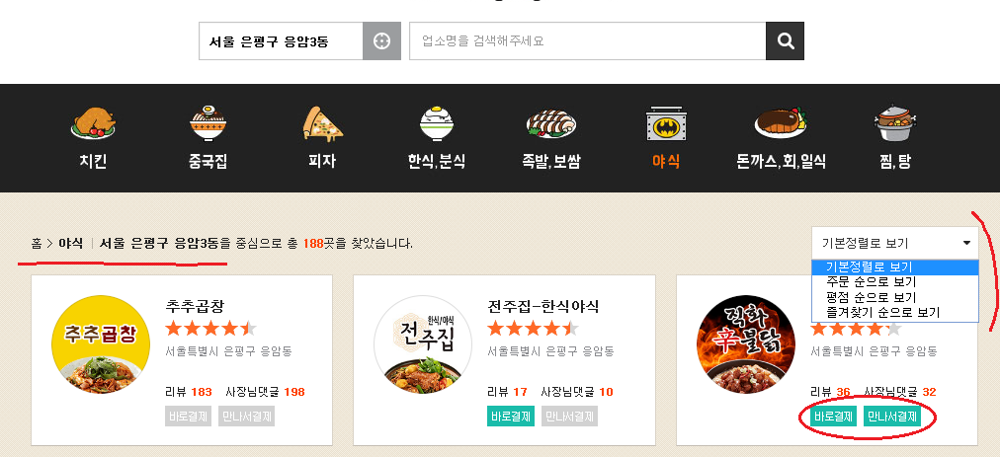 서울 은평구 응암3동
업소명을 검색해주세요
치킨
중국집
피자
한식,분식
족발,보쌈
야식
돈까스,회,일식
찜,탕
홈 > 야식 | 서울 은평구 응암3동을 중심으로 총 188곳을 찾았습니다.
기본정렬로 보기
기본정렬로 보기
주문 순으로 보기
평점 순으로 보기
즐겨찾기 순으로 보기
추추곱창
추추곱창
서울특별시 은평구 응암동
리뷰 183 사장님댓글 198
바로결제 만나서결제
한식/야식
전주집
전주집-한식야식
서울특별시 은평구 응암동
리뷰 17 사장님댓글 10
바로결제 만나서결제
직화
辛불닭
서울특별시 은평구 응암동
리뷰 36 사장님댓글 32
바로결제 만나서결제